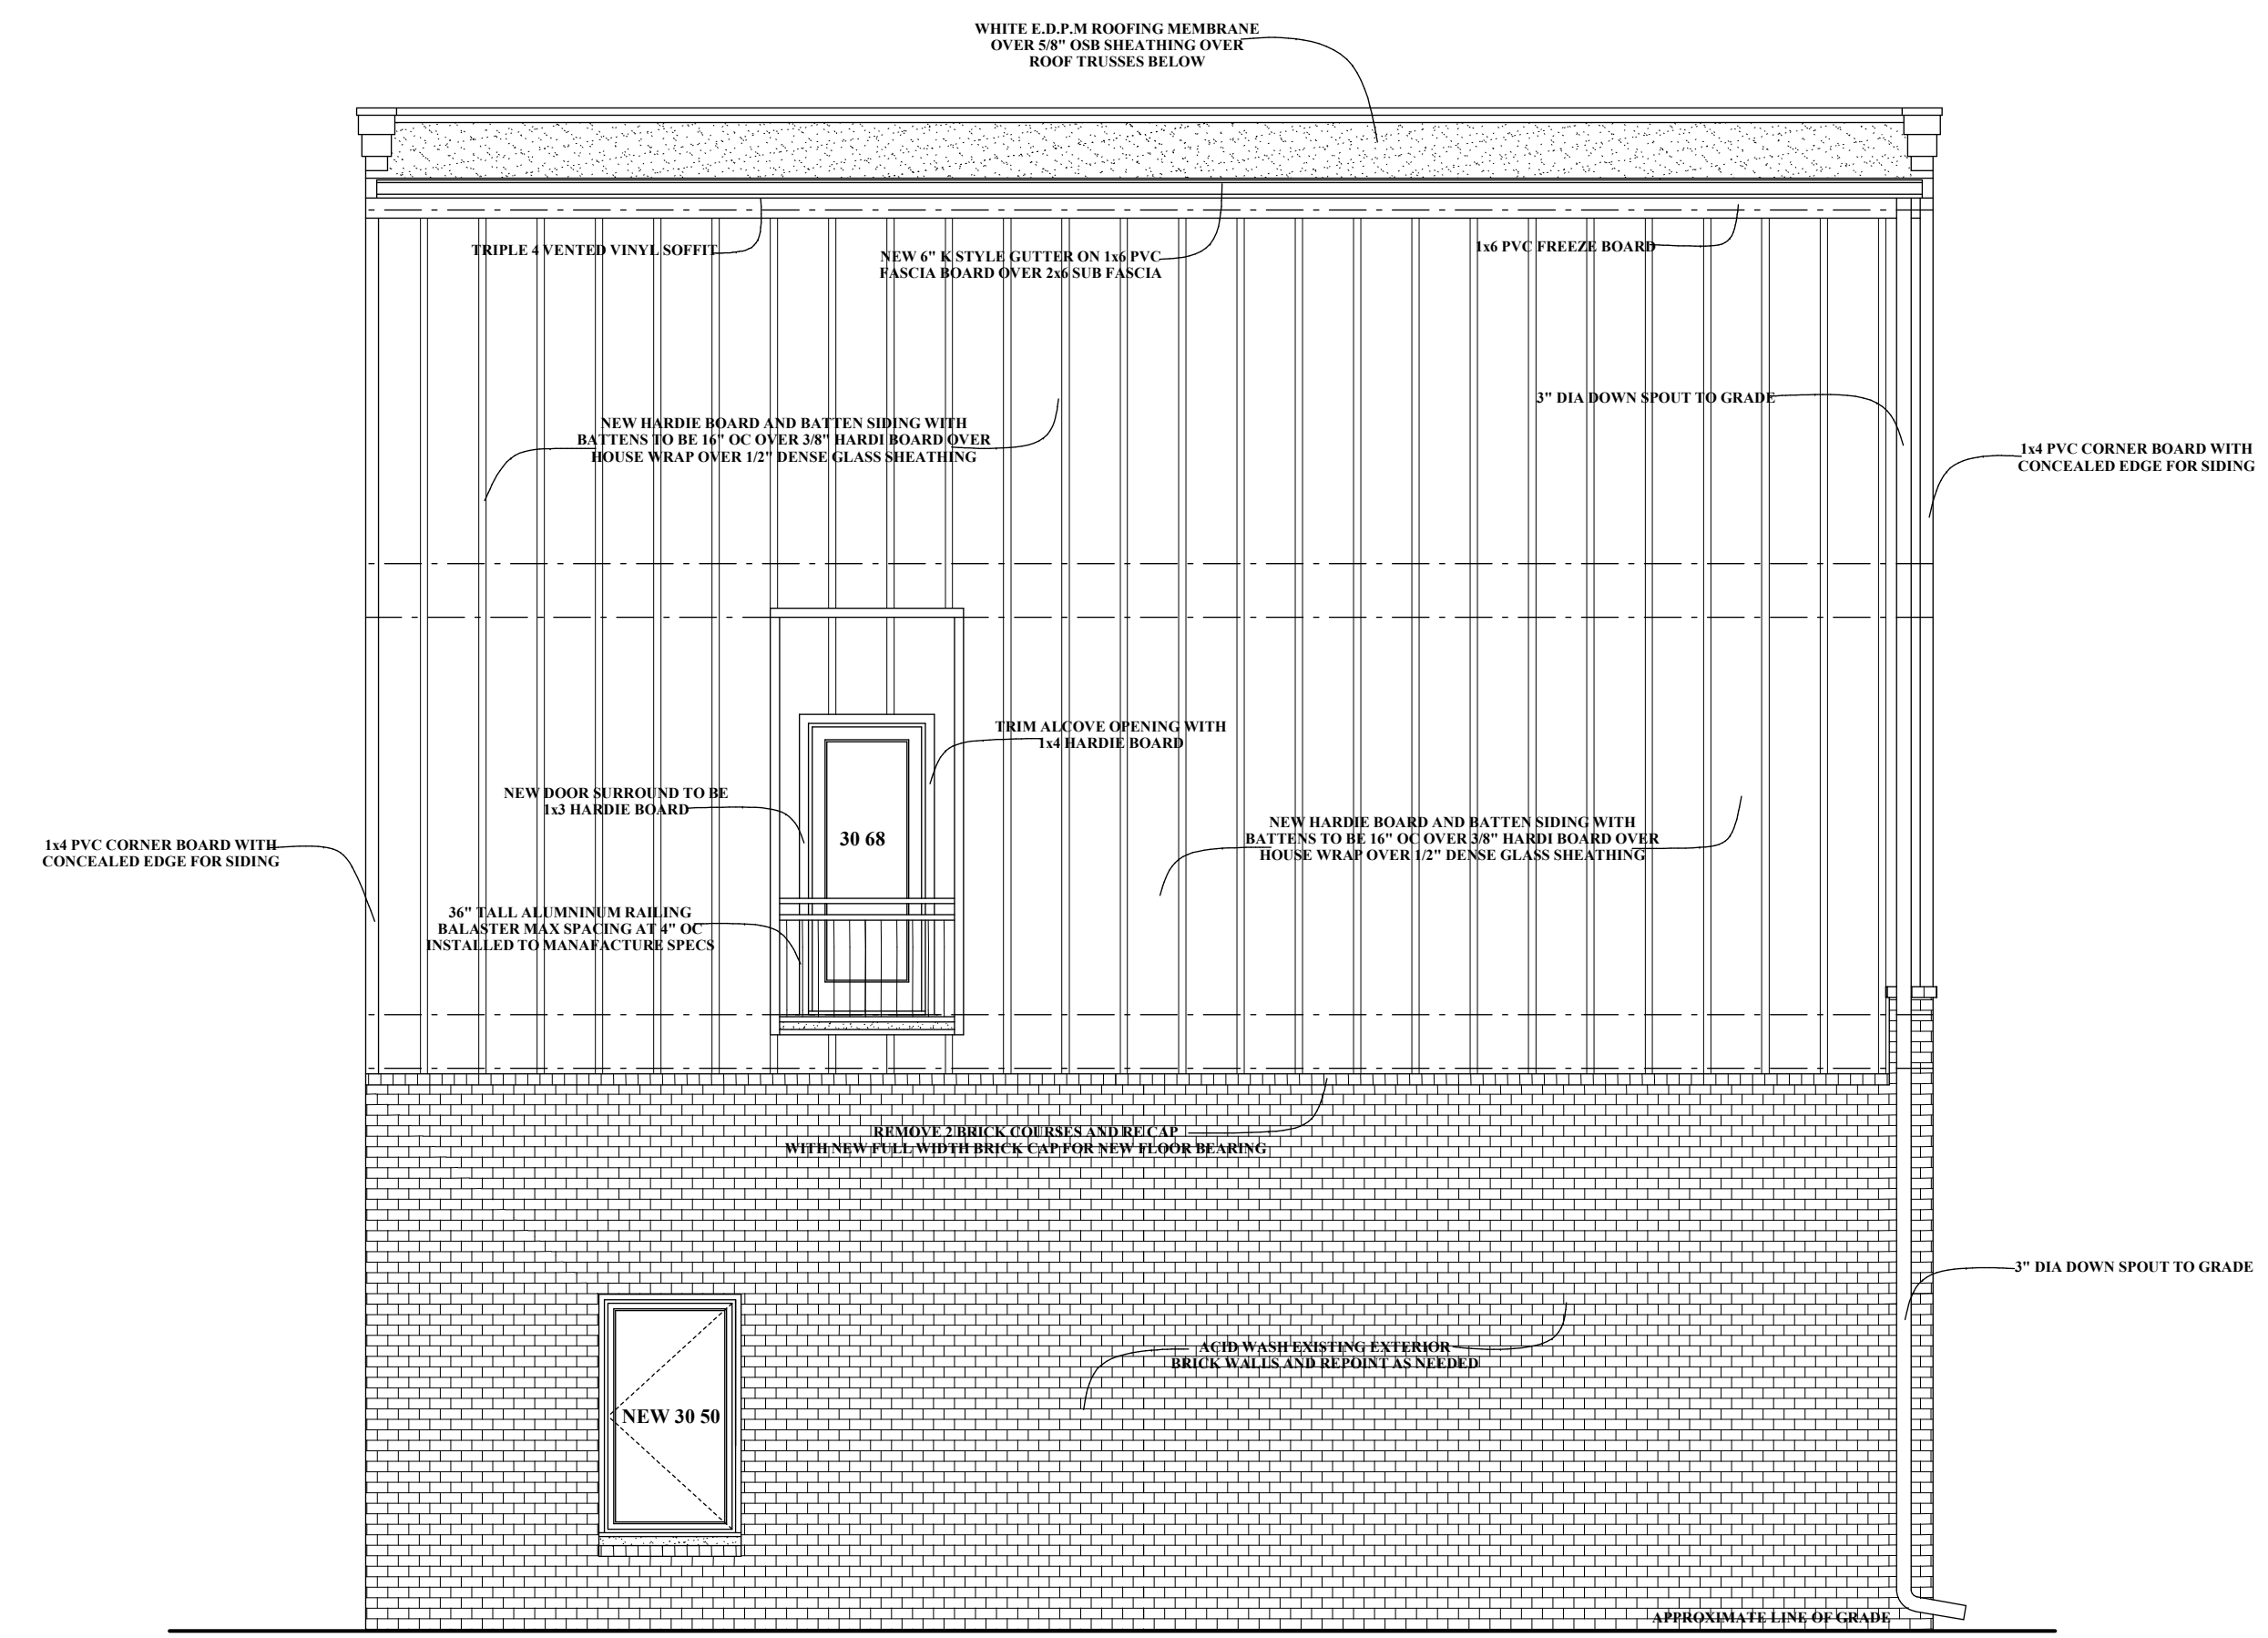 WHITE E.D.P.M ROOFING MEMBRANE
OVER 5/8" OSB SHEATHING OVER
ROOF TRUSSES BELOW
TRIPLE 4 VENTED VINYL SOFFIT
NEW 6" K STYLE GUTTER ON 1x6 PVC
FASCIA BOARD OVER 2x6 SUB FASCIA
1x6 PVC FREEZE BOARD
3" DIA DOWN SPOUT TO GRADE
NEW HARDIE BOARD AND BATTEN SIDING WITH
BATTENS TO BE 16" OC OVER 3/8" HARDI BOARD OVER
HOUSE WRAP OVER 1/2" DENSE GLASS SHEATHING
1x4 PVC CORNER BOARD WITH
CONCEALED EDGE FOR SIDING
TRIM ALCOVE OPENING WITH
1x4 HARDIE BOARD
NEW DOOR SURROUND TO BE
1x3 HARDIE BOARD
30 68
NEW HARDIE BOARD AND BATTEN SIDING WITH
BATTENS TO BE 16" OC OVER 3/8" HARDI BOARD OVER
HOUSE WRAP OVER 1/2" DENSE GLASS SHEATHING
1x4 PVC CORNER BOARD WITH
CONCEALED EDGE FOR SIDING
36" TALL ALUMNINUM RAILING
BALASTER MAX SPACING AT 4" OC
INSTALLED TO MANAFACTURE SPECS
REMOVE 2 BRICK COURSES AND RE CAP
WITH NEW FULL WIDTH BRICK CAP FOR NEW FLOOR BEARING
3" DIA DOWN SPOUT TO GRADE
ACID WASH EXISTING EXTERIOR
BRICK WALLS AND REPOINT AS NEEDED
NEW 30 50
APPROXIMATE LINE OF GRADE